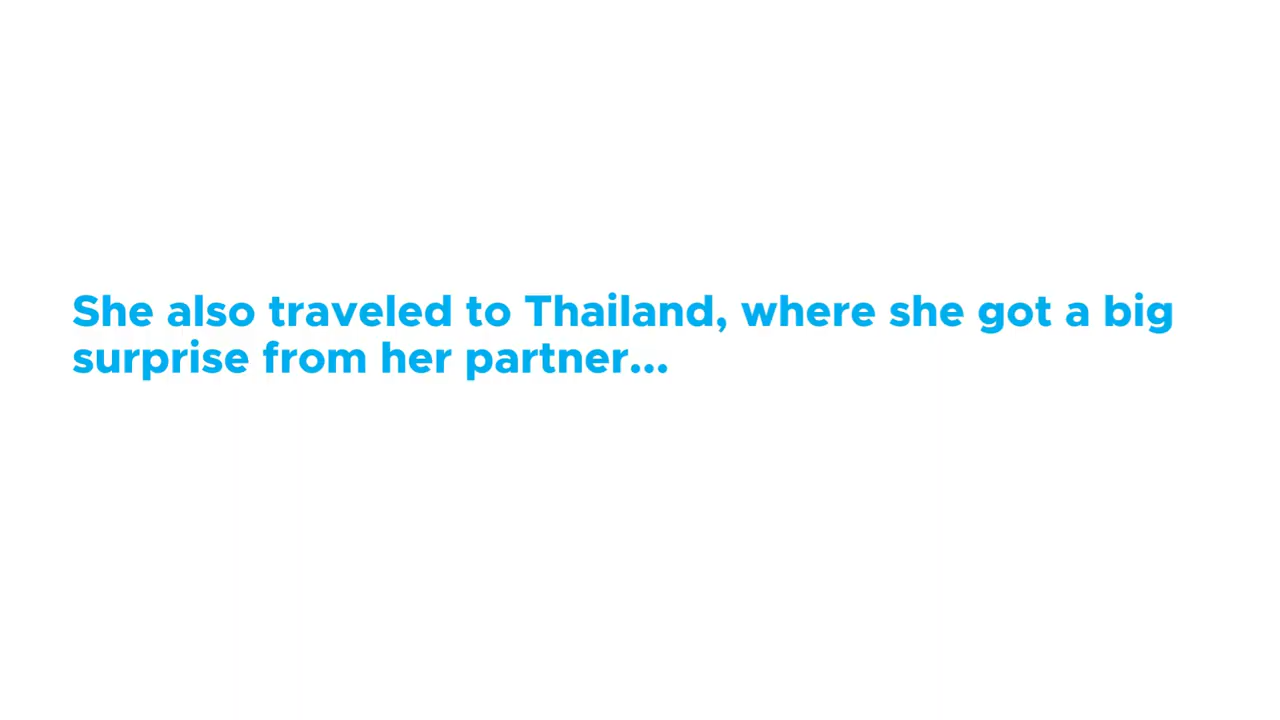 She also traveled to Thailand, where she got a big
surprise from her partner...